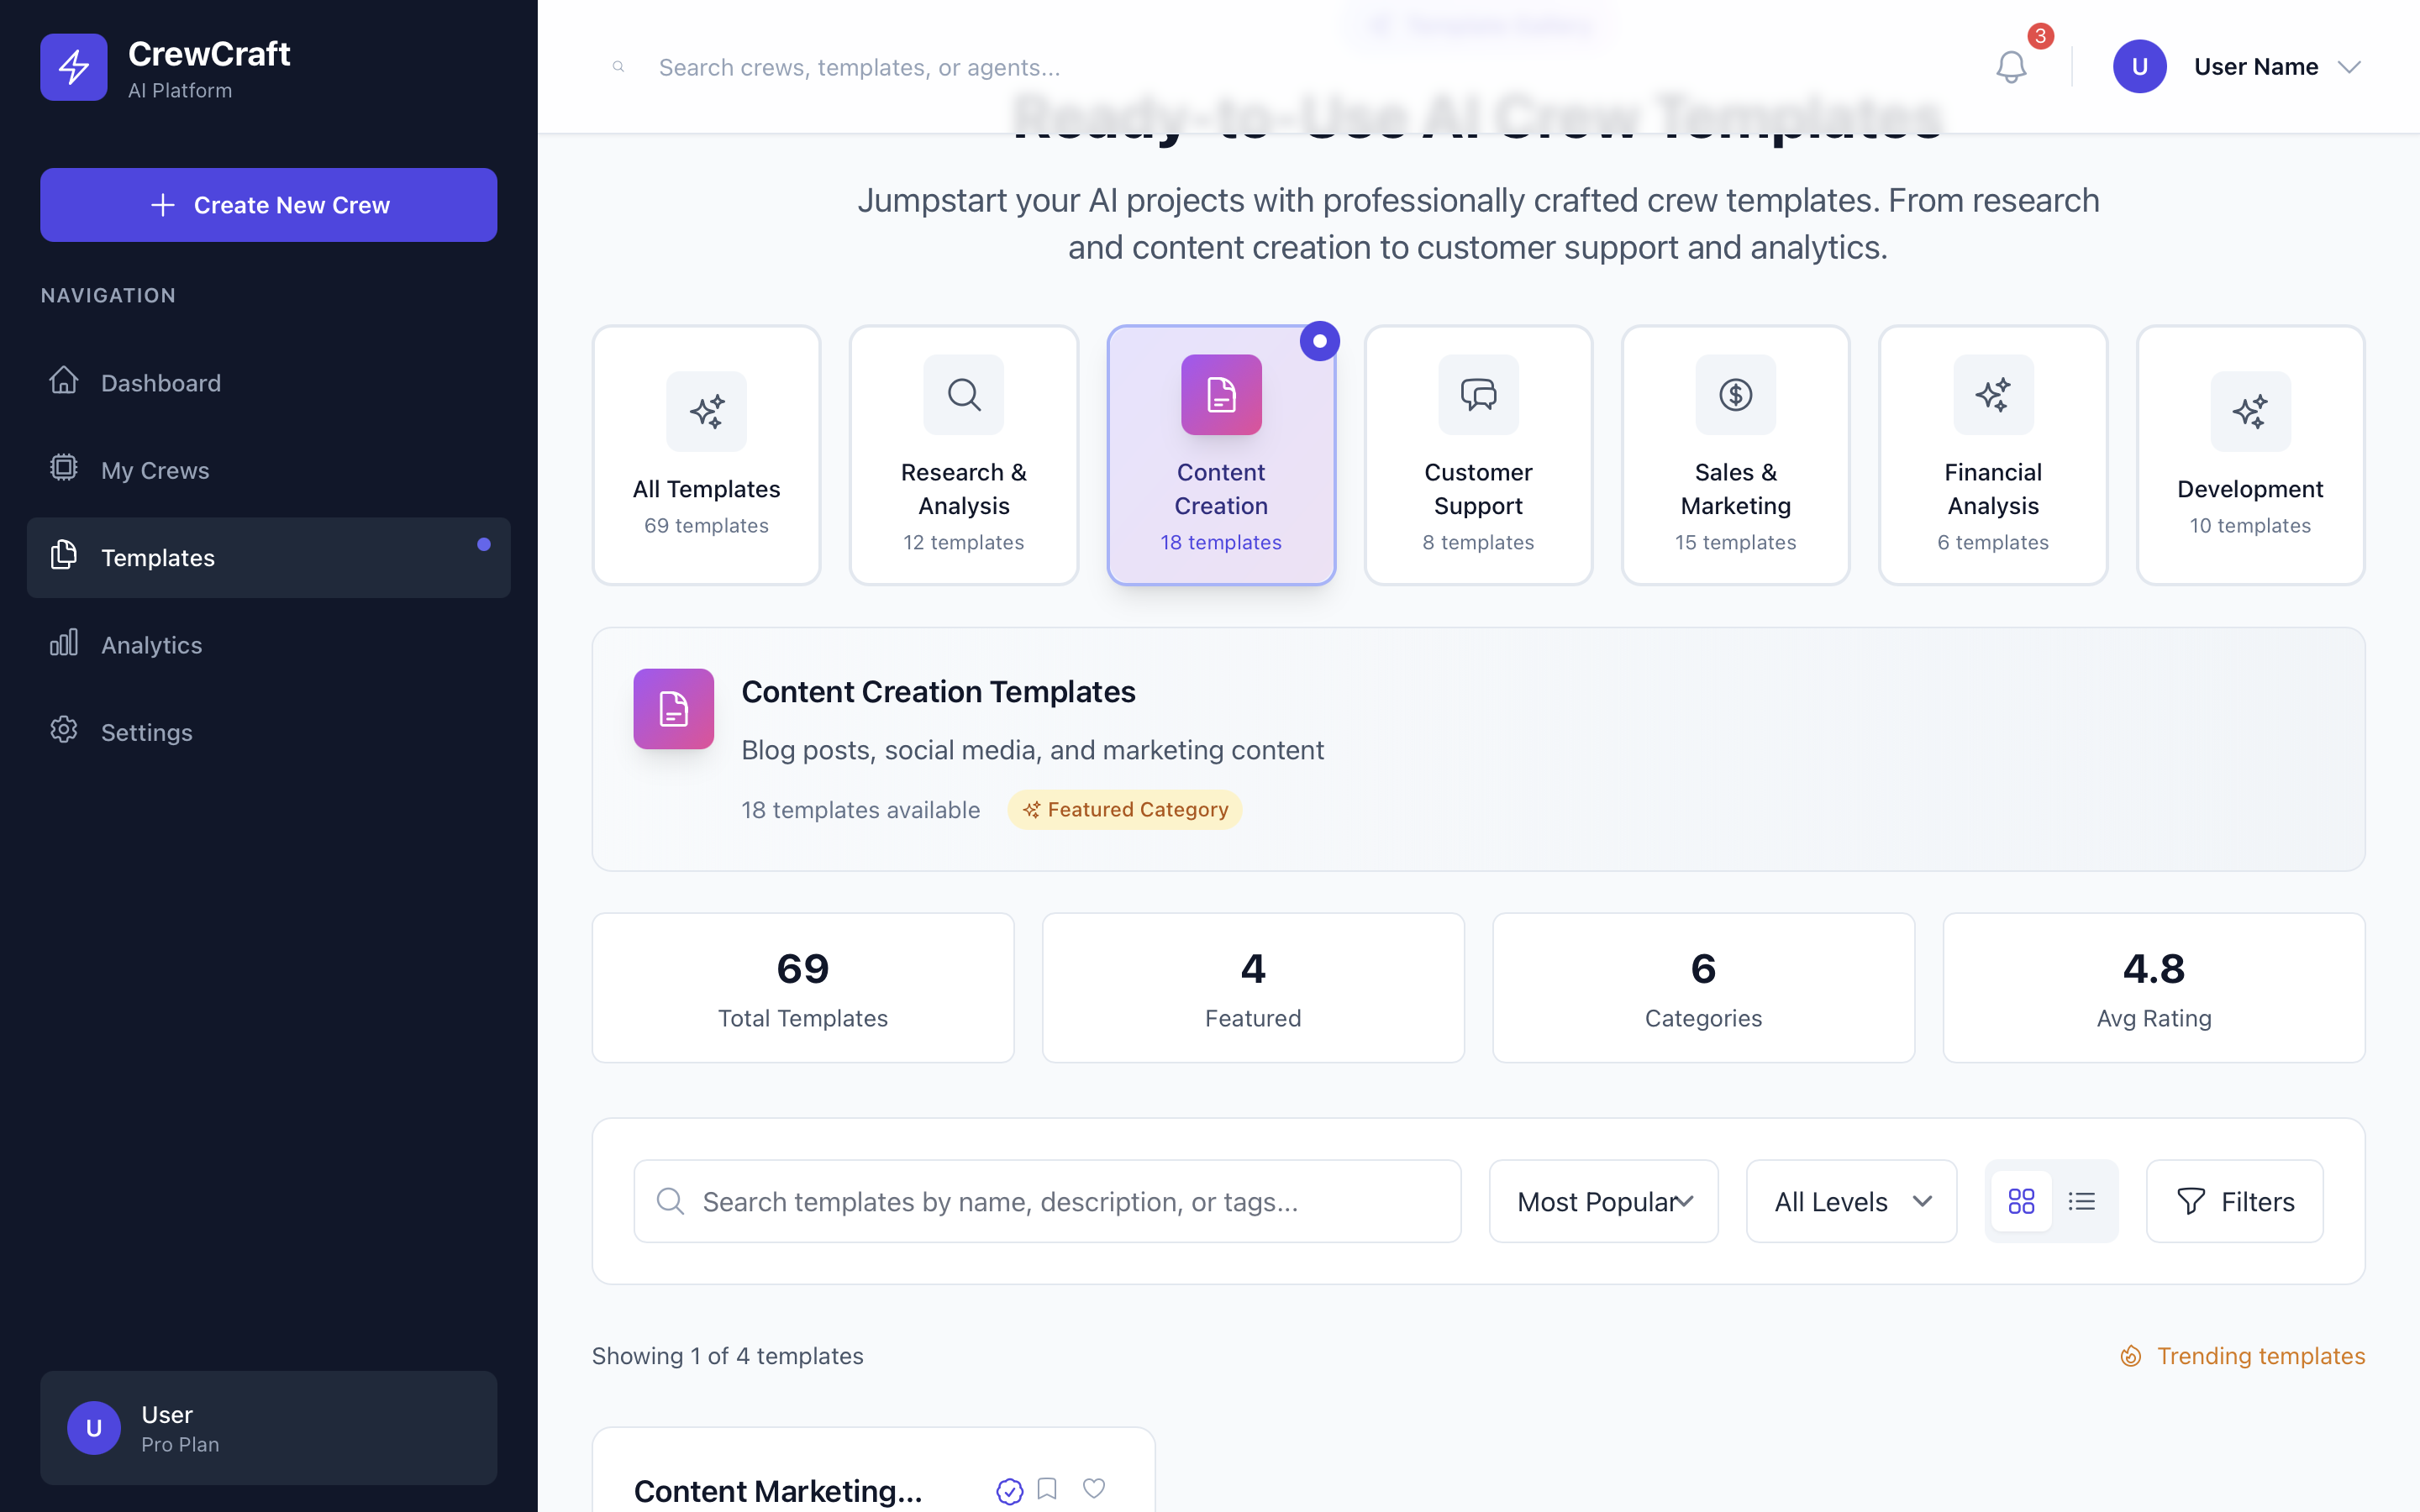 CrewCraft
AI Platform
Create New Crew
NAVIGATION
Dashboard
My Crews
Templates
Analytics
Settings
U
User
Pro Plan
Search crews, templates, or agents...
3
U
User Name
Ready-to-Use AI Crew Templates
Jumpstart your AI projects with professionally crafted crew templates. From research
and content creation to customer support and analytics.
All Templates
69 templates
Research &
Analysis
12 templates
Content
Creation
18 templates
Customer
Support
8 templates
Sales &
Marketing
15 templates
Financial
Analysis
6 templates
Development
10 templates
Content Creation Templates
Blog posts, social media, and marketing content
18 templates available
Featured Category
69
Total Templates
4
Featured
6
Categories
4.8
Avg Rating
Search templates by name, description, or tags...
Most Popular
All Levels
Filters
Showing 1 of 4 templates
Trending templates
Content Marketing...